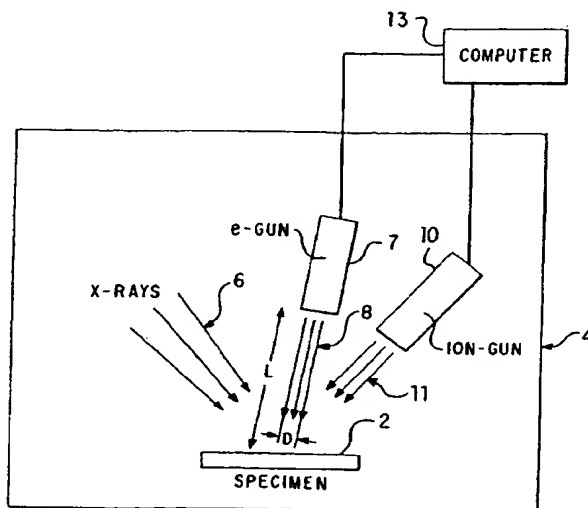 13
COMPUTER
e-GUN
7
10
X-RAYS
6
8
L
ION-GUN
4
11
D
2
SPECIMEN